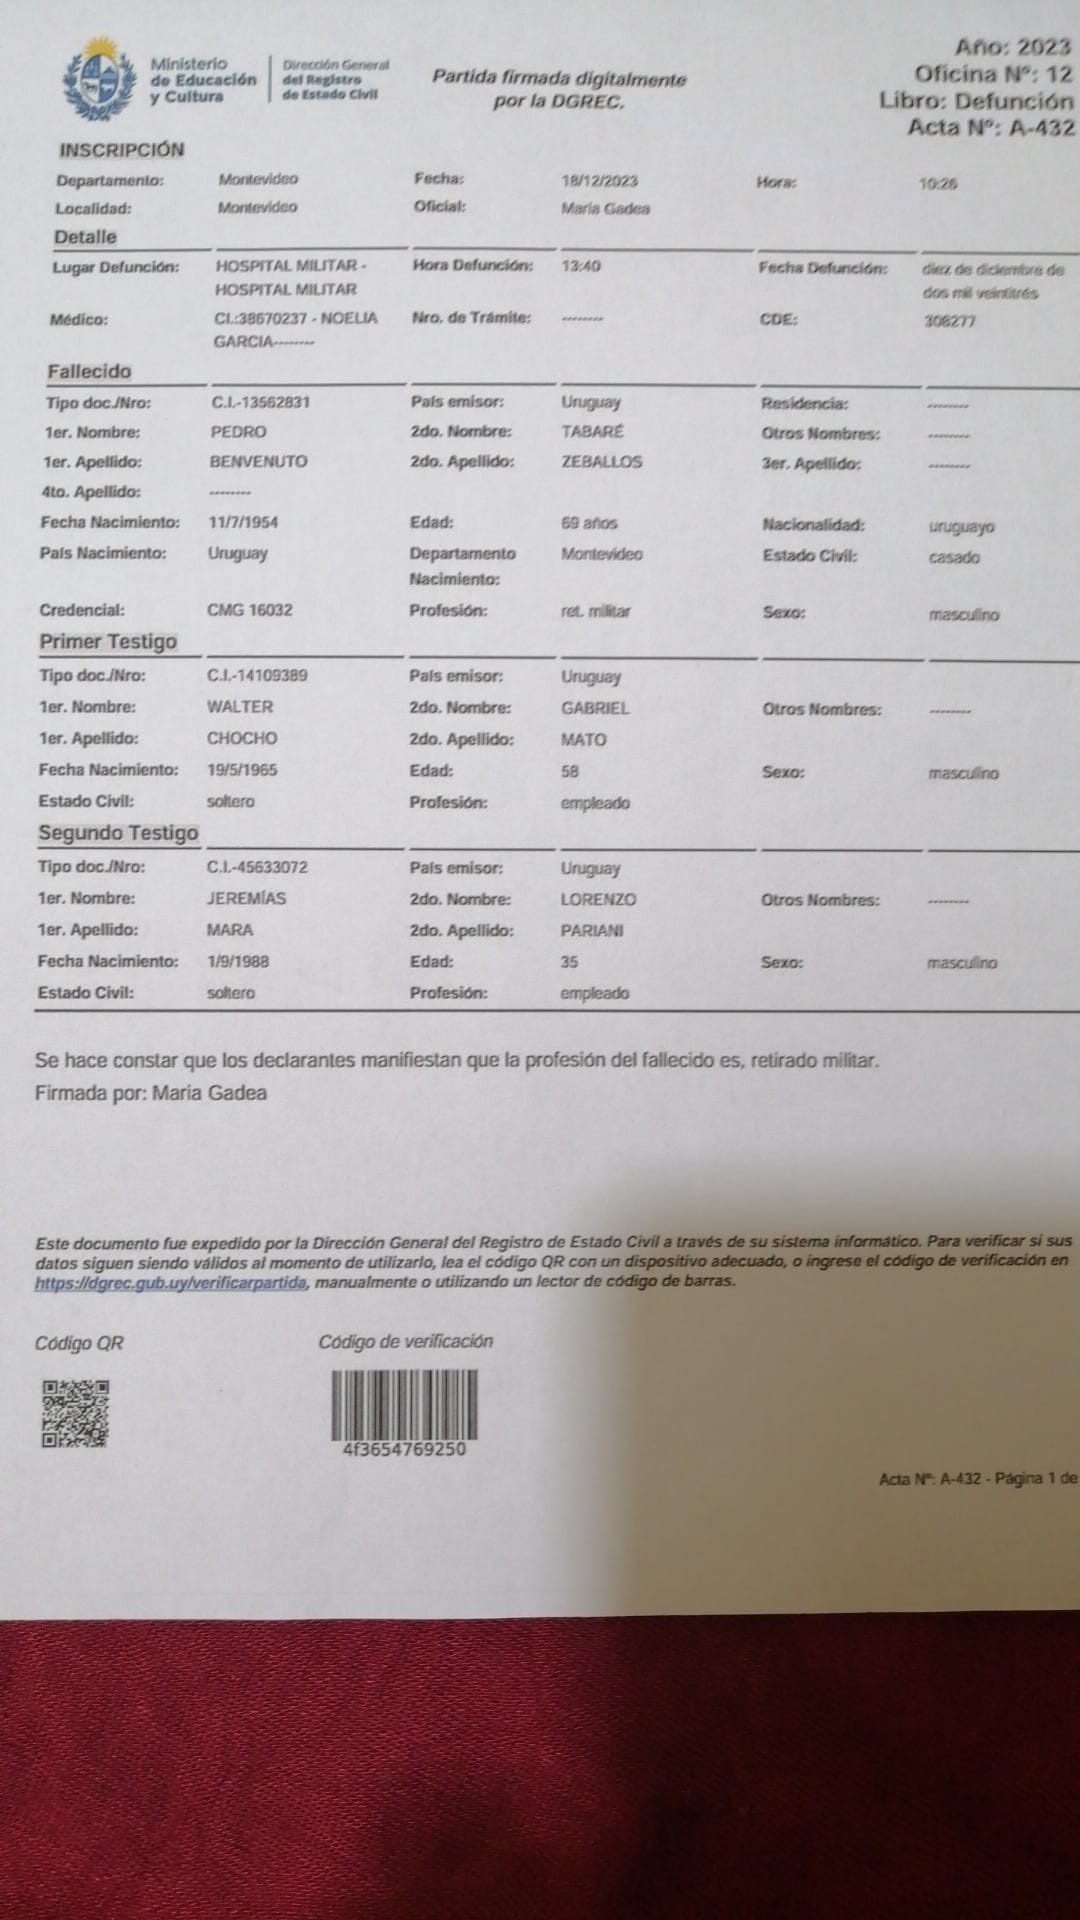 Ministerio de Educación y Cultura
Dirección General del Registro de Estado Civil
Partida firmada digitalmente por la DGREC.
Año: 2023
Oficina Nº: 12
Libro: Defunción
Acta Nº: A-432
INSCRIPCIÓN
Departamento: Montevideo Fecha: 18/12/2023 Hora: 10:26
Localidad: Montevideo Oficial: Maria Gadea
Detalle
Lugar Defunción: HOSPITAL MILITAR - HOSPITAL MILITAR Hora Defunción: 13:40 Fecha Defunción: diez de diciembre de dos mil veintitrés
Médico: CI.:38670237 - NOELIA GARCIA-------- Nro. de Trámite: -------- CDE: 308277
Fallecido
Tipo doc./Nro: C.I.-13562831 País emisor: Uruguay Residencia: --------
1er. Nombre: PEDRO 2do. Nombre: TABARÉ Otros Nombres: --------
1er. Apellido: BENVENUTO 2do. Apellido: ZEBALLOS 3er. Apellido: --------
4to. Apellido: --------
Fecha Nacimiento: 11/7/1954 Edad: 69 años Nacionalidad: uruguayo
País Nacimiento: Uruguay Departamento Nacimiento: Montevideo Estado Civil: casado
Credencial: CMG 16032 Profesión: ret. militar Sexo: masculino
Primer Testigo
Tipo doc./Nro: C.I.-14109389 País emisor: Uruguay
1er. Nombre: WALTER 2do. Nombre: GABRIEL Otros Nombres: --------
1er. Apellido: CHOCHO 2do. Apellido: MATO
Fecha Nacimiento: 19/5/1965 Edad: 58 Sexo: masculino
Estado Civil: soltero Profesión: empleado
Segundo Testigo
Tipo doc./Nro: C.I.-45633072 País emisor: Uruguay
1er. Nombre: JEREMÍAS 2do. Nombre: LORENZO Otros Nombres: --------
1er. Apellido: MARA 2do. Apellido: PARIANI
Fecha Nacimiento: 1/9/1988 Edad: 35 Sexo: masculino
Estado Civil: soltero Profesión: empleado
Se hace constar que los declarantes manifiestan que la profesión del fallecido es, retirado militar.
Firmada por: Maria Gadea
Este documento fue expedido por la Dirección General del Registro de Estado Civil a través de su sistema informático. Para verificar si sus
datos siguen siendo válidos al momento de utilizarlo, lea el código QR con un dispositivo adecuado, o ingrese el código de verificación en
https://dgrec.gub.uy/verificarpartida, manualmente o utilizando un lector de código de barras.
Código QR Código de verificación
4f3654769250
Acta Nº: A-432 - Página 1 de